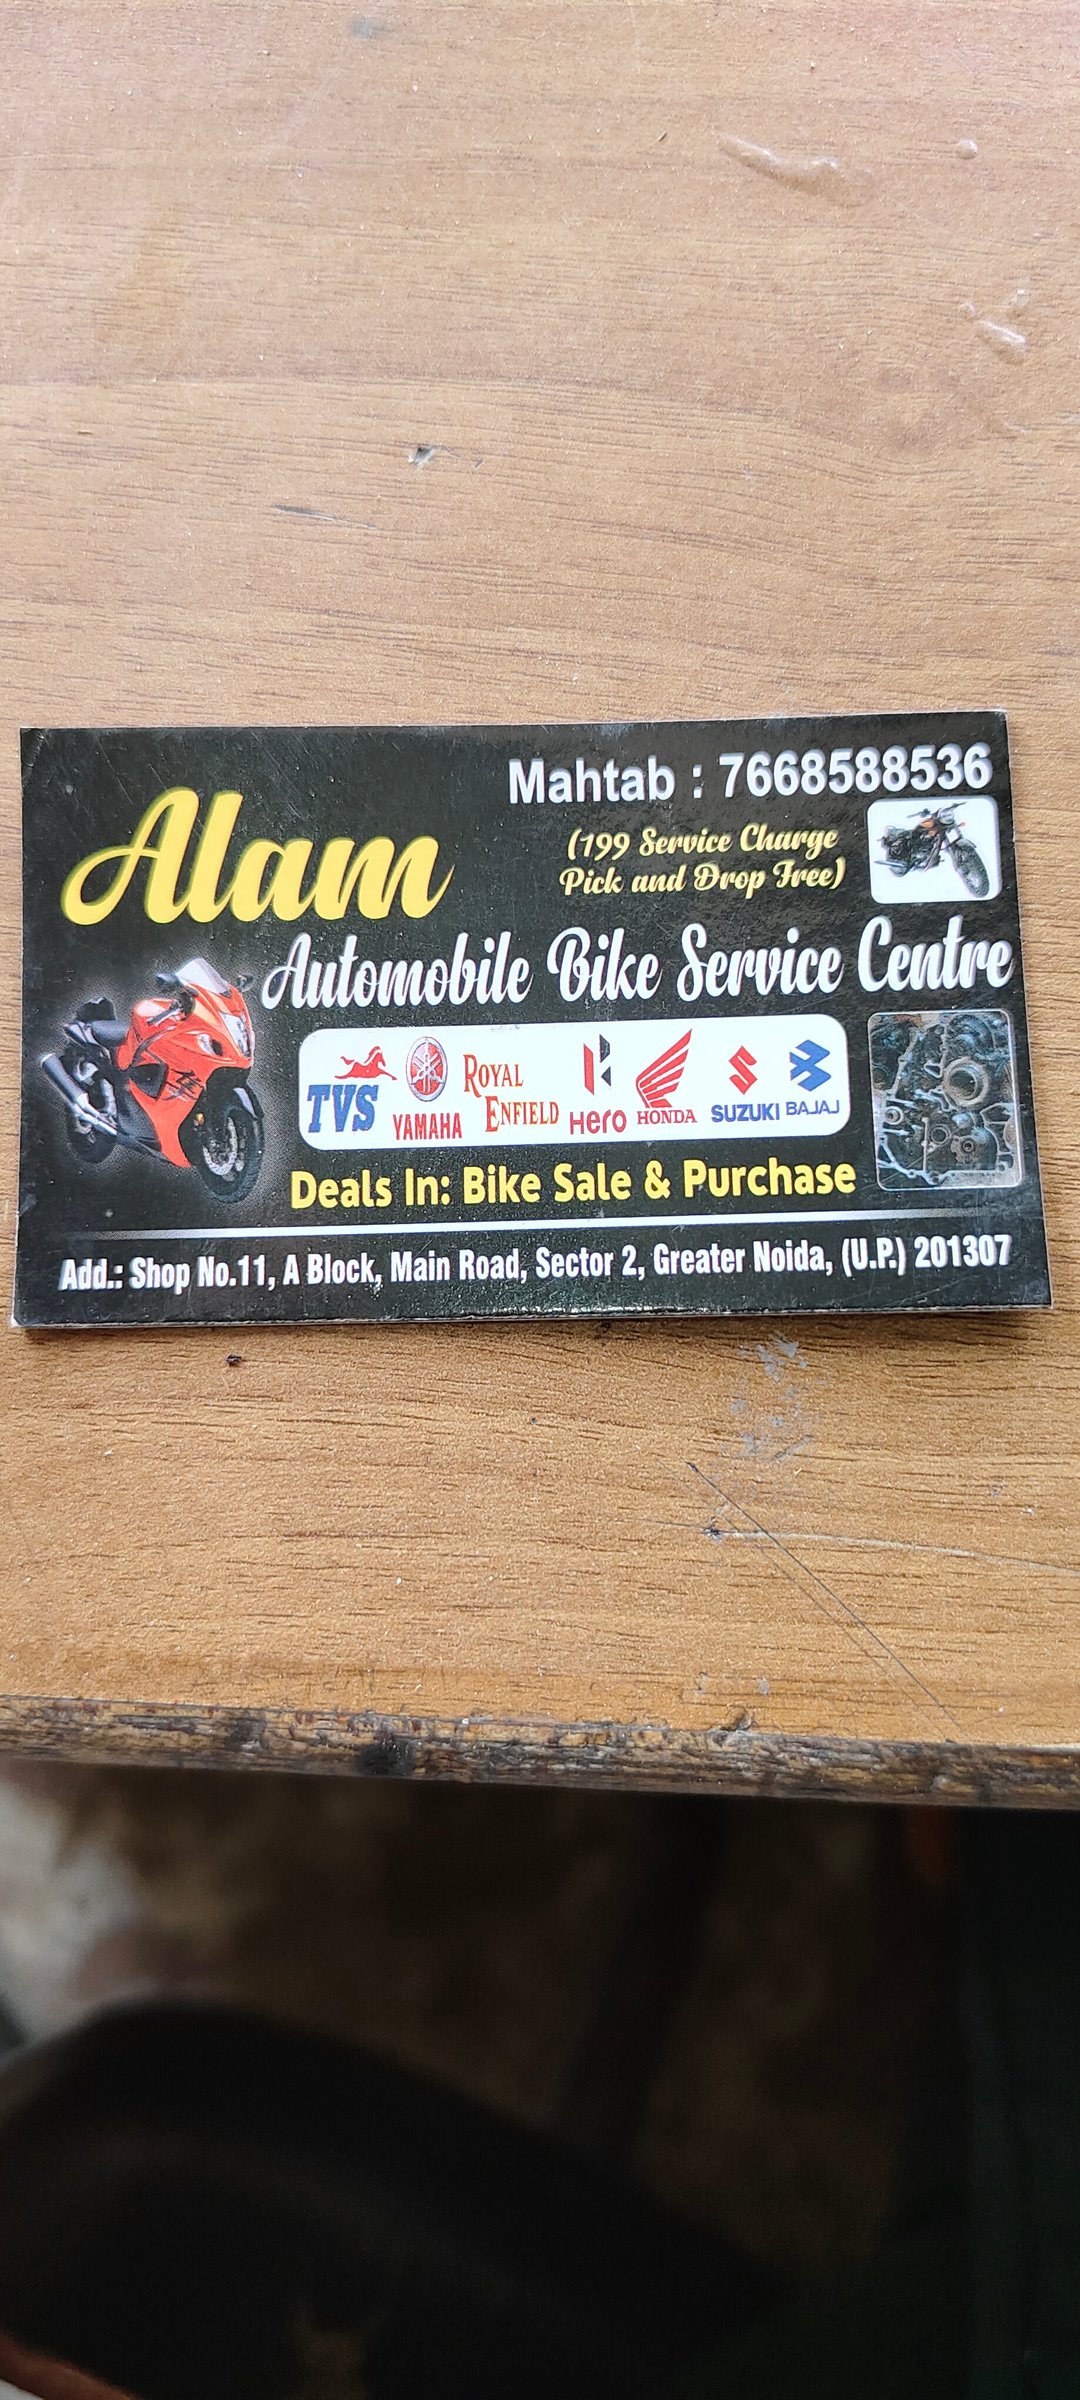 Mahtab : 7668588536
Alam
(199 Service Charge
Pick and Drop Free)
Automobile Bike Service Centre
TVS
YAMAHA
ROYAL
ENFIELD
Hero
HONDA
SUZUKI
BAJAJ
Deals In: Bike Sale & Purchase
Add.: Shop No.11, A Block, Main Road, Sector 2, Greater Noida, (U.P.) 201307